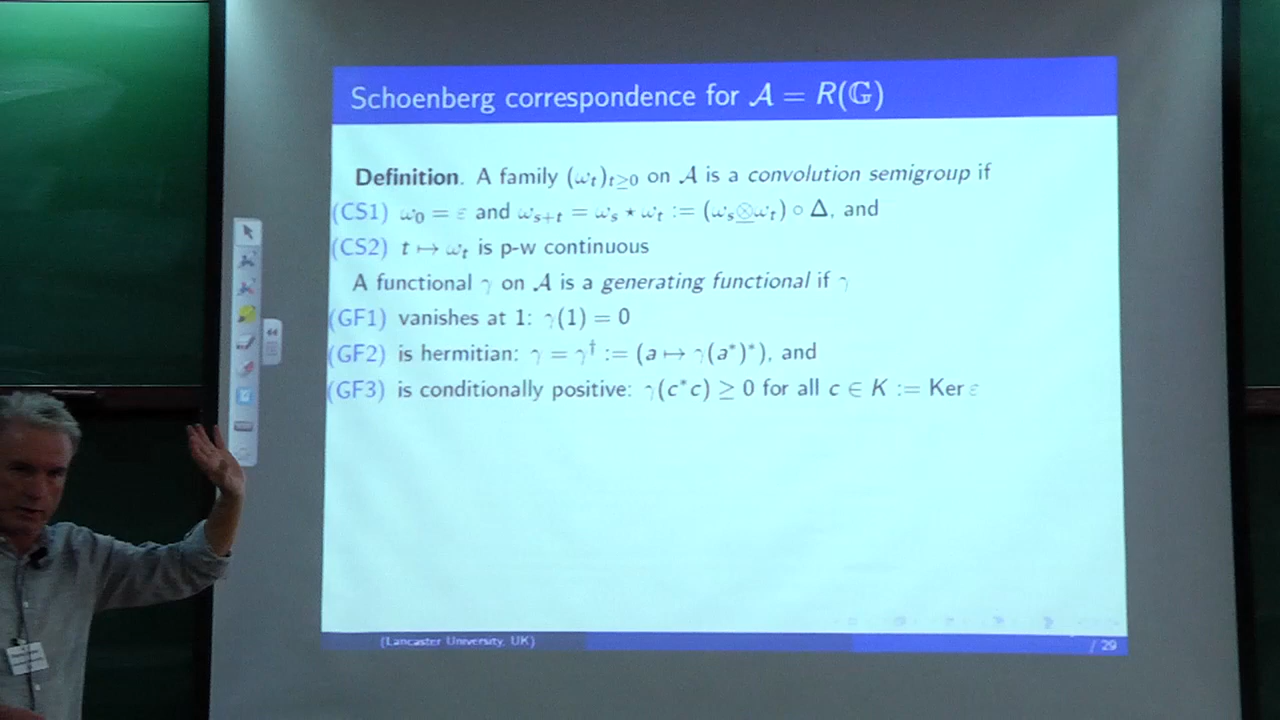 Schoenberg correspondence for 𝒜 = R(𝔾)
Definition. A family (ω_t)_{t≥0} on 𝒜 is a convolution semigroup if
(CS1) ω_0 = ε and ω_{s+t} = ω_s ⋆ ω_t := (ω_s ⊗ ω_t) ∘ Δ, and
(CS2) t ↦ ω_t is p-w continuous
A functional γ on 𝒜 is a generating functional if γ
(GF1) vanishes at 1: γ(1) = 0
(GF2) is hermitian: γ = γ^† := (a ↦ γ(a*)*), and
(GF3) is conditionally positive: γ(c*c) ≥ 0 for all c ∈ K := Ker ε
(Lancaster University, UK)
/ 29